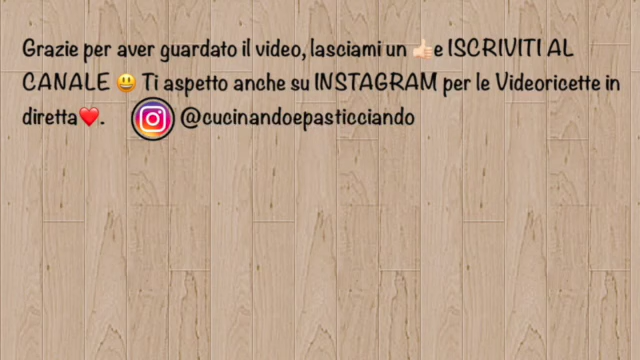 Grazie per aver guardato il video, lasciami un 👍🏻e ISCRIVITI AL
CANALE 😃 Ti aspetto anche su INSTAGRAM per le Videoricette in
diretta❤️. @cucinandoepasticciando